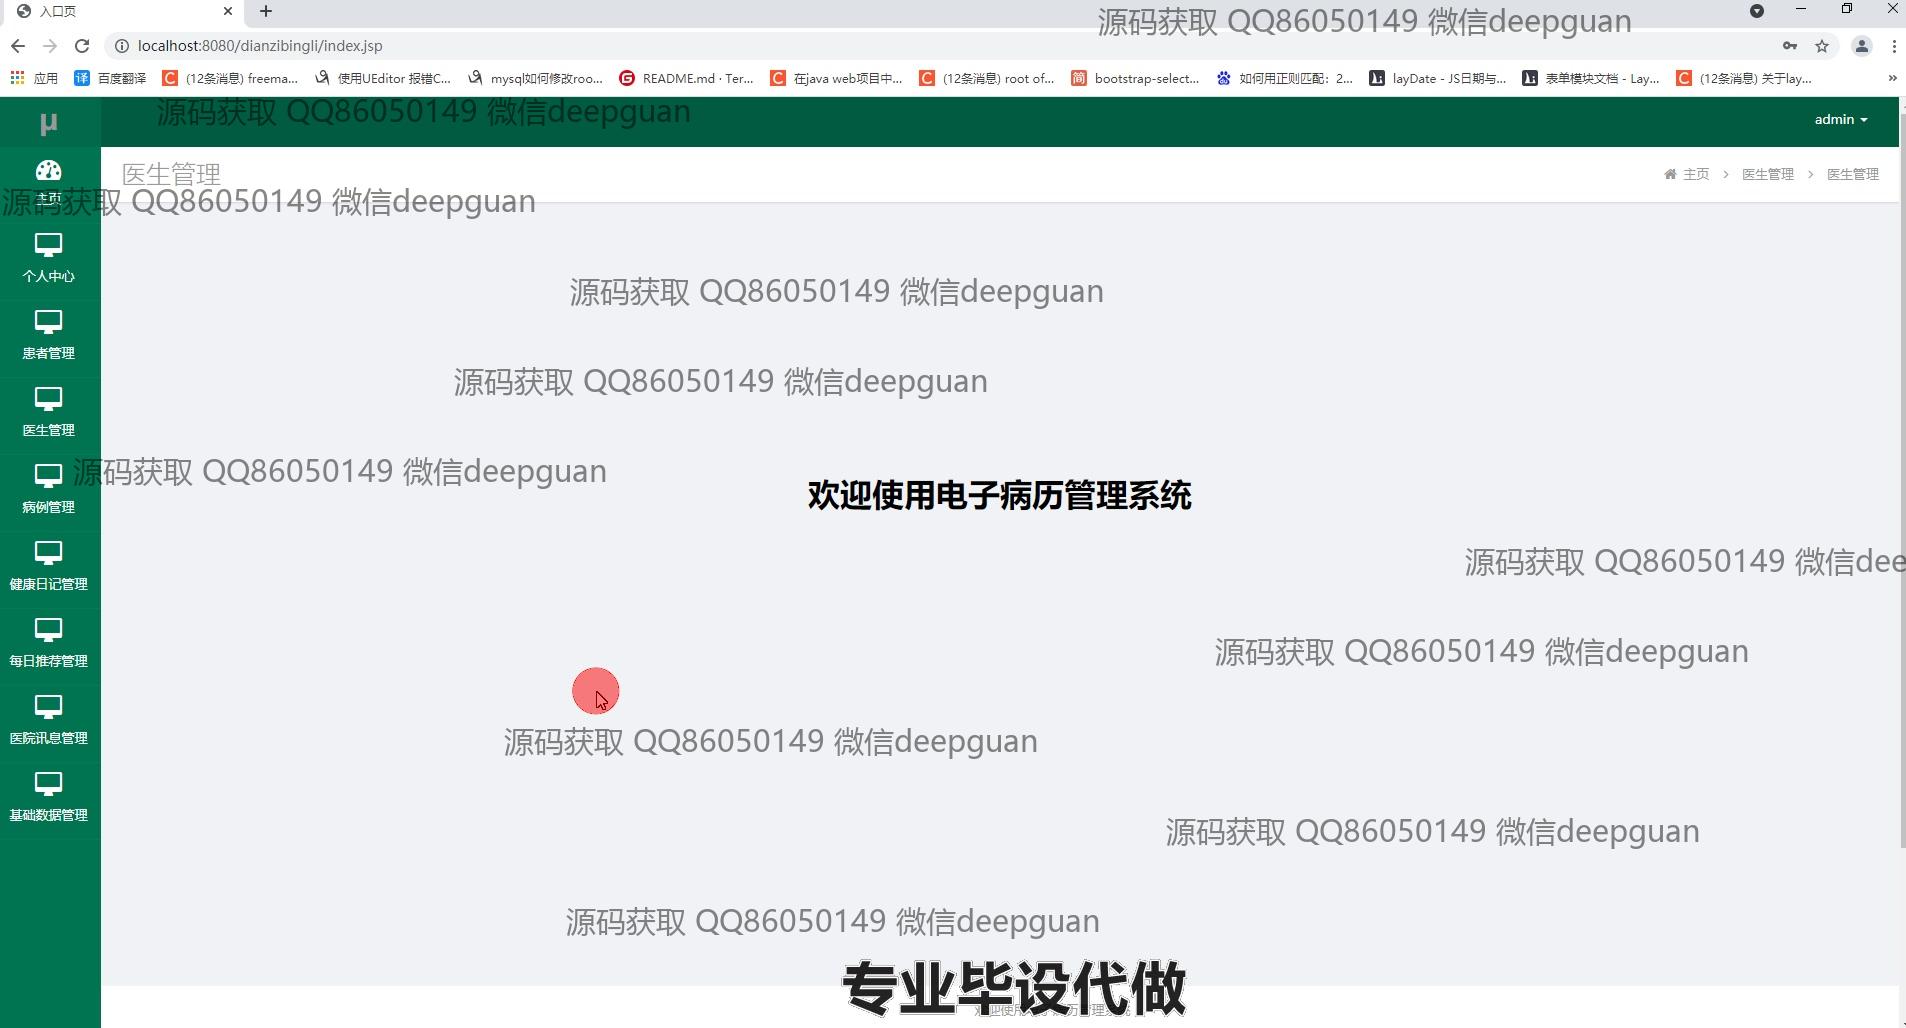 入口页
源码获取 QQ86050149 微信deepguan
localhost:8080/dianzibingli/index.jsp
应用 译 百度翻译 C (12条消息) freema... 使用UEditor 报错C... mysql如何修改roo... G README.md · Ter... C 在java web项目中... C (12条消息) root of... 简 bootstrap-select... 如何用正则匹配：2... layDate - JS日期与... 表单模块文档 - Lay... C (12条消息) 关于lay... »
源码获取 QQ86050149 微信deepguan
μ
admin
医生管理
主页 > 医生管理 > 医生管理
主页
源码获取 QQ86050149 微信deepguan
个人中心
源码获取 QQ86050149 微信deepguan
患者管理
源码获取 QQ86050149 微信deepguan
医生管理
源码获取 QQ86050149 微信deepguan
欢迎使用电子病历管理系统
病例管理
源码获取 QQ86050149 微信dee
健康日记管理
源码获取 QQ86050149 微信deepguan
每日推荐管理
医院讯息管理
源码获取 QQ86050149 微信deepguan
基础数据管理
源码获取 QQ86050149 微信deepguan
源码获取 QQ86050149 微信deepguan
专业毕设代做